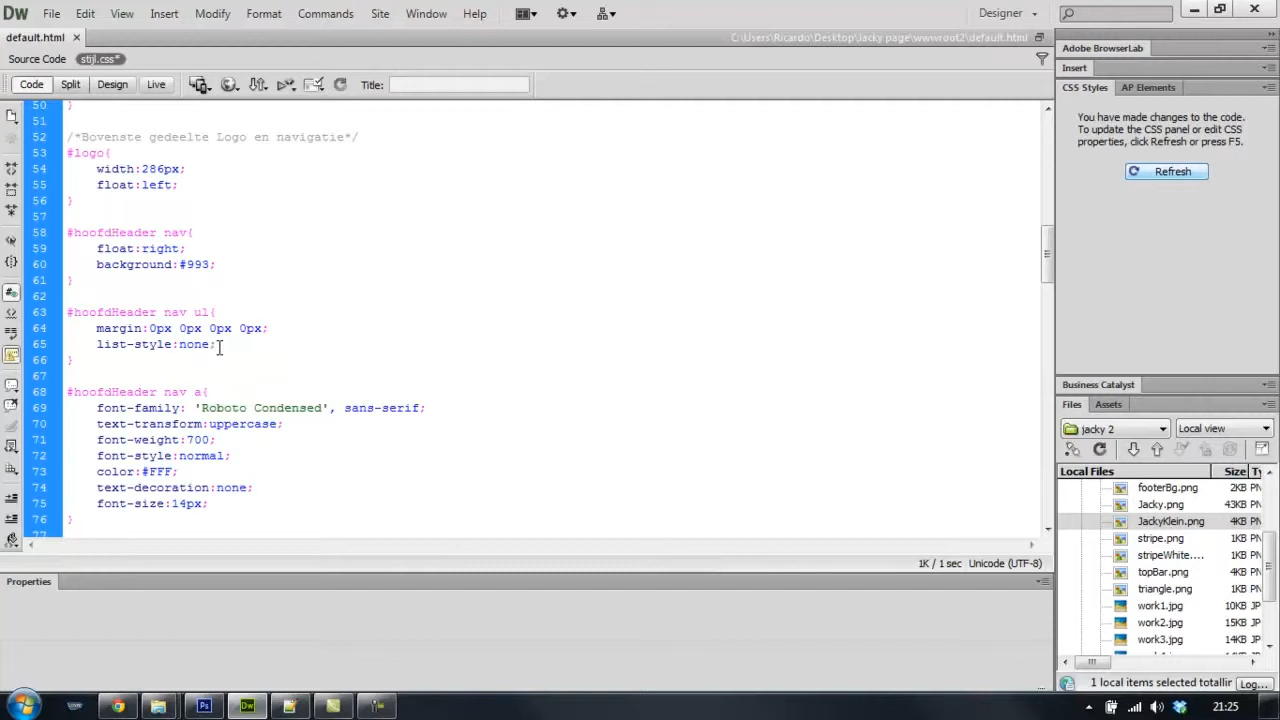 DW File Edit View Insert Modify Format Commands Site Window Help Designer
default.html × C:\Users\Ricardo\Desktop\Jacky page\wwwroot2\default.html
Source Code stijl.css*
Code Split Design Live Title:
50 }
51
52 /*Bovenste gedeelte Logo en navigatie*/
53 #logo{
54 width:286px;
55 float:left;
56 }
57
58 #hoofdHeader nav{
59 float:right;
60 background:#993;
61 }
62
63 #hoofdHeader nav ul{
64 margin:0px 0px 0px 0px;
65 list-style:none;
66 }
67
68 #hoofdHeader nav a{
69 font-family: 'Roboto Condensed', sans-serif;
70 text-transform:uppercase;
71 font-weight:700;
72 font-style:normal;
73 color:#FFF;
74 text-decoration:none;
75 font-size:14px;
76 }
77
1K / 1 sec Unicode (UTF-8)
Properties
Adobe BrowserLab
Insert
CSS Styles AP Elements
You have made changes to the code.
To update the CSS panel or edit CSS
properties, click Refresh or press F5.
Refresh
Business Catalyst
Files Assets
jacky 2 Local view
Local Files Size Ty
footerBg.png 2KB PN
Jacky.png 43KB PN
JackyKlein.png 4KB PN
stripe.png 1KB PN
stripeWhite.... 1KB PN
topBar.png 4KB PN
triangle.png 1KB PN
work1.jpg 10KB JP
work2.jpg 15KB JP
work3.jpg 14KB JP
1 local items selected totallir Log...
Ps Dw 21:25